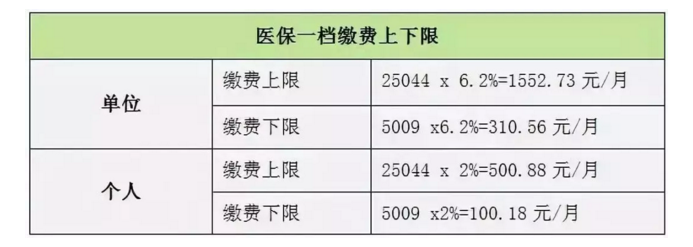 医保一档缴费上下限
单位
缴费上限 25044 x 6.2%=1552.73 元/月
缴费下限 5009 x6.2%=310.56 元/月
个人
缴费上限 25044 x 2%=500.88 元/月
缴费下限 5009 x2%=100.18 元/月